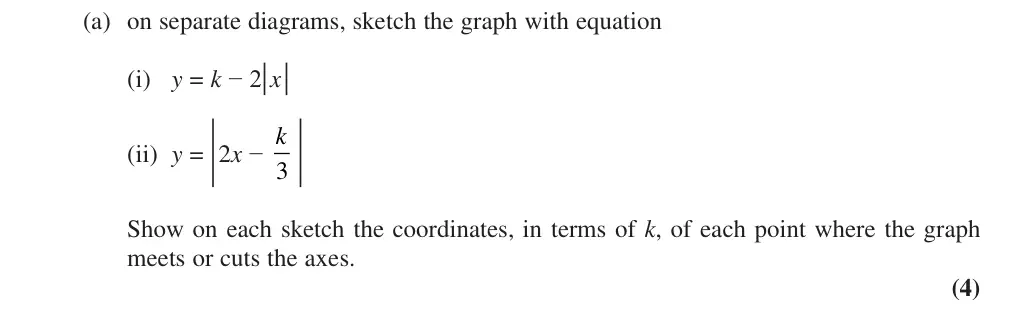 (a) on separate diagrams, sketch the graph with equation
(i) y = k − 2|x|
(ii) y = |2x − k/3|
Show on each sketch the coordinates, in terms of k, of each point where the graph
meets or cuts the axes.
(4)